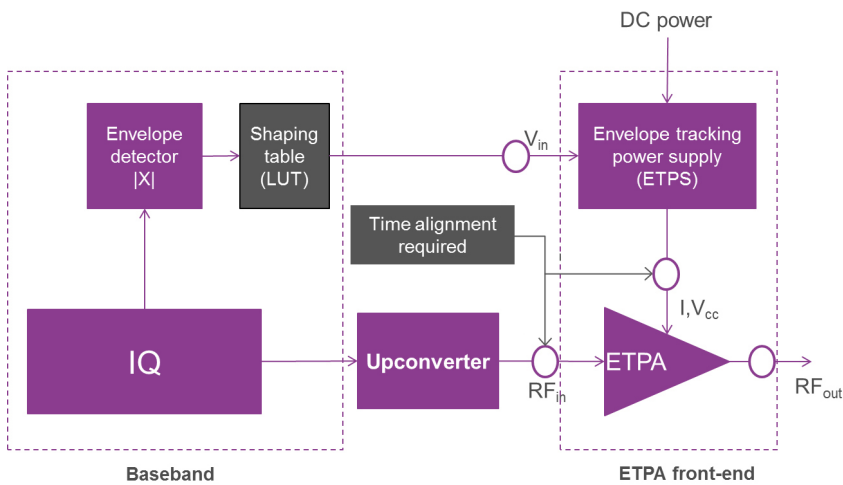 DC power
Envelope
detector
|X|
Shaping
table
(LUT)
Vin
Envelope tracking
power supply
(ETPS)
Time alignment
required
I,Vcc
IQ
Upconverter
RFin
ETPA
RFout
Baseband
ETPA front-end